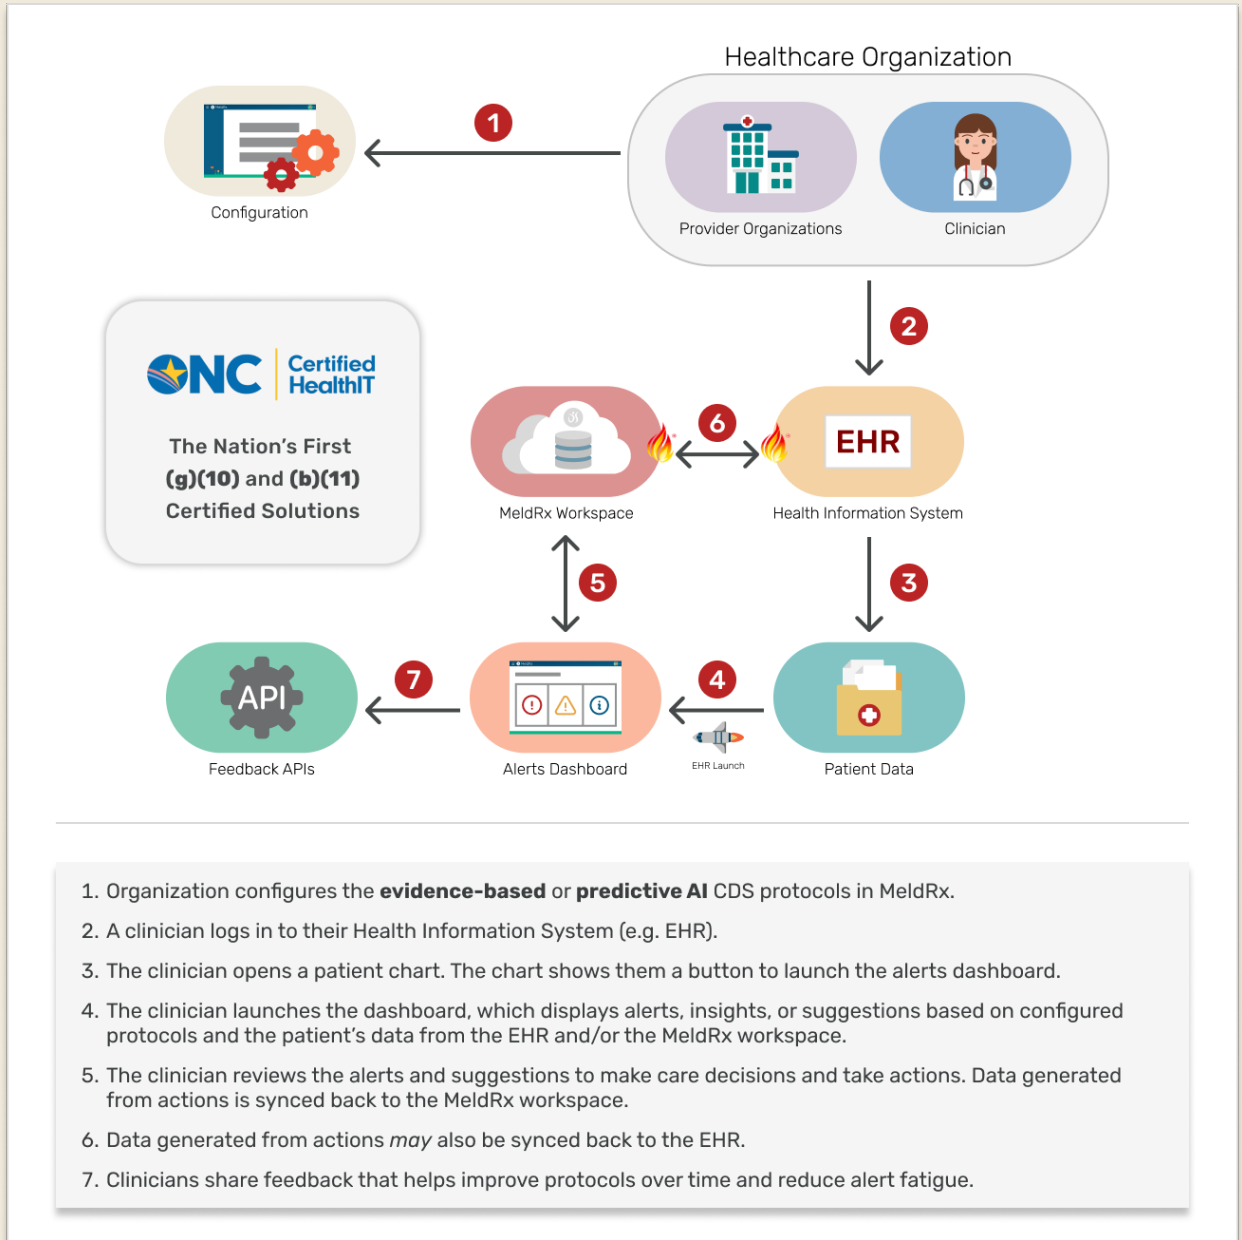 Healthcare Organization
1
Configuration
Provider Organizations
Clinician
2
ONC
Certified
HealthIT
The Nation's First
(g)(10) and (b)(11)
Certified Solutions
6
EHR
MeldRx Workspace
Health Information System
5
3
7
API
4
EHR Launch
Feedback APIs
Alerts Dashboard
Patient Data
1. Organization configures the evidence-based or predictive AI CDS protocols in MeldRx.
2. A clinician logs in to their Health Information System (e.g. EHR).
3. The clinician opens a patient chart. The chart shows them a button to launch the alerts dashboard.
4. The clinician launches the dashboard, which displays alerts, insights, or suggestions based on configured
protocols and the patient's data from the EHR and/or the MeldRx workspace.
5. The clinician reviews the alerts and suggestions to make care decisions and take actions. Data generated
from actions is synced back to the MeldRx workspace.
6. Data generated from actions may also be synced back to the EHR.
7. Clinicians share feedback that helps improve protocols over time and reduce alert fatigue.